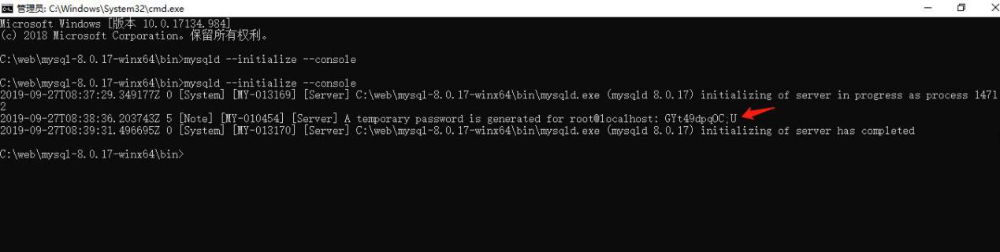 管理员: C:\Windows\System32\cmd.exe
Microsoft Windows [版本 10.0.17134.984]
(c) 2018 Microsoft Corporation。保留所有权利。
C:\web\mysql-8.0.17-winx64\bin>mysqld --initialize --console
C:\web\mysql-8.0.17-winx64\bin>mysqld --initialize --console
2019-09-27T08:37:29.349177Z 0 [System] [MY-013169] [Server] C:\web\mysql-8.0.17-winx64\bin\mysqld.exe (mysqld 8.0.17) initializing of server in progress as process 1471
2
2019-09-27T08:38:36.203743Z 5 [Note] [MY-010454] [Server] A temporary password is generated for root@localhost: GYt49dpqOC;U
2019-09-27T08:39:31.496695Z 0 [System] [MY-013170] [Server] C:\web\mysql-8.0.17-winx64\bin\mysqld.exe (mysqld 8.0.17) initializing of server has completed
C:\web\mysql-8.0.17-winx64\bin>